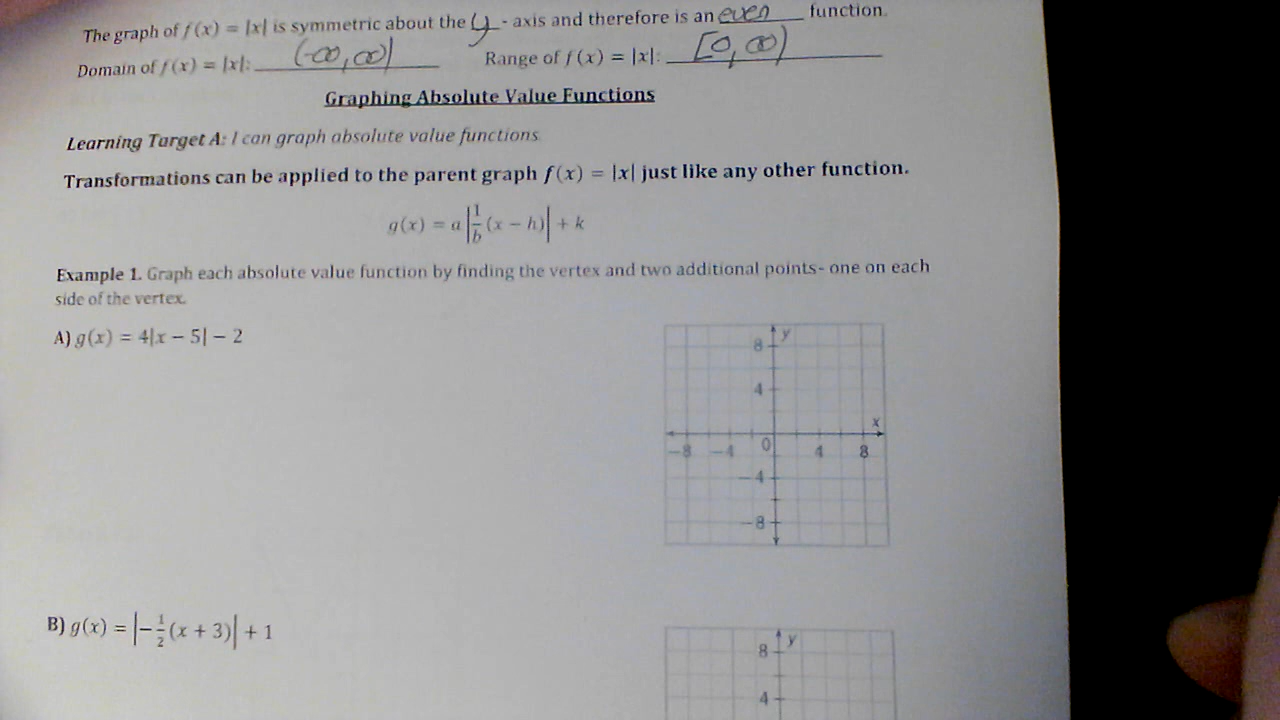 The graph of f(x) = |x| is symmetric about the y - axis and therefore is an even function.
Domain of f(x) = |x|: (-∞,∞) Range of f(x) = |x|: [0, ∞)
Graphing Absolute Value Functions
Learning Target A: I can graph absolute value functions.
Transformations can be applied to the parent graph f(x) = |x| just like any other function.
g(x) = a|1/b(x − h)| + k
Example 1. Graph each absolute value function by finding the vertex and two additional points- one on each
side of the vertex.
A) g(x) = 4|x − 5| − 2
y
8
4
x
−8 −4 0 4 8
−4
−8
B) g(x) = |−1/2(x + 3)| + 1
y
8
4